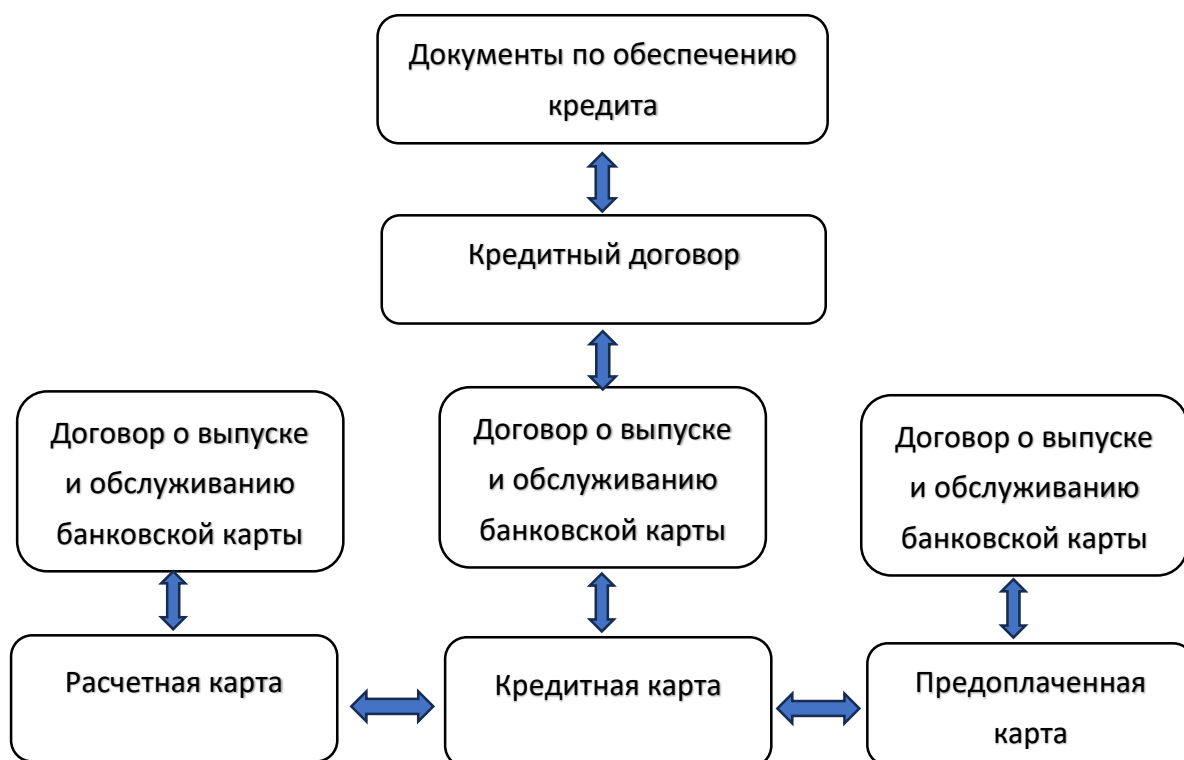 Документы по обеспечению
кредита
Кредитный договор
Договор о выпуске
и обслуживанию
банковской карты
Договор о выпуске
и обслуживанию
банковской карты
Договор о выпуске
и обслуживанию
банковской карты
Расчетная карта
Кредитная карта
Предоплаченная
карта